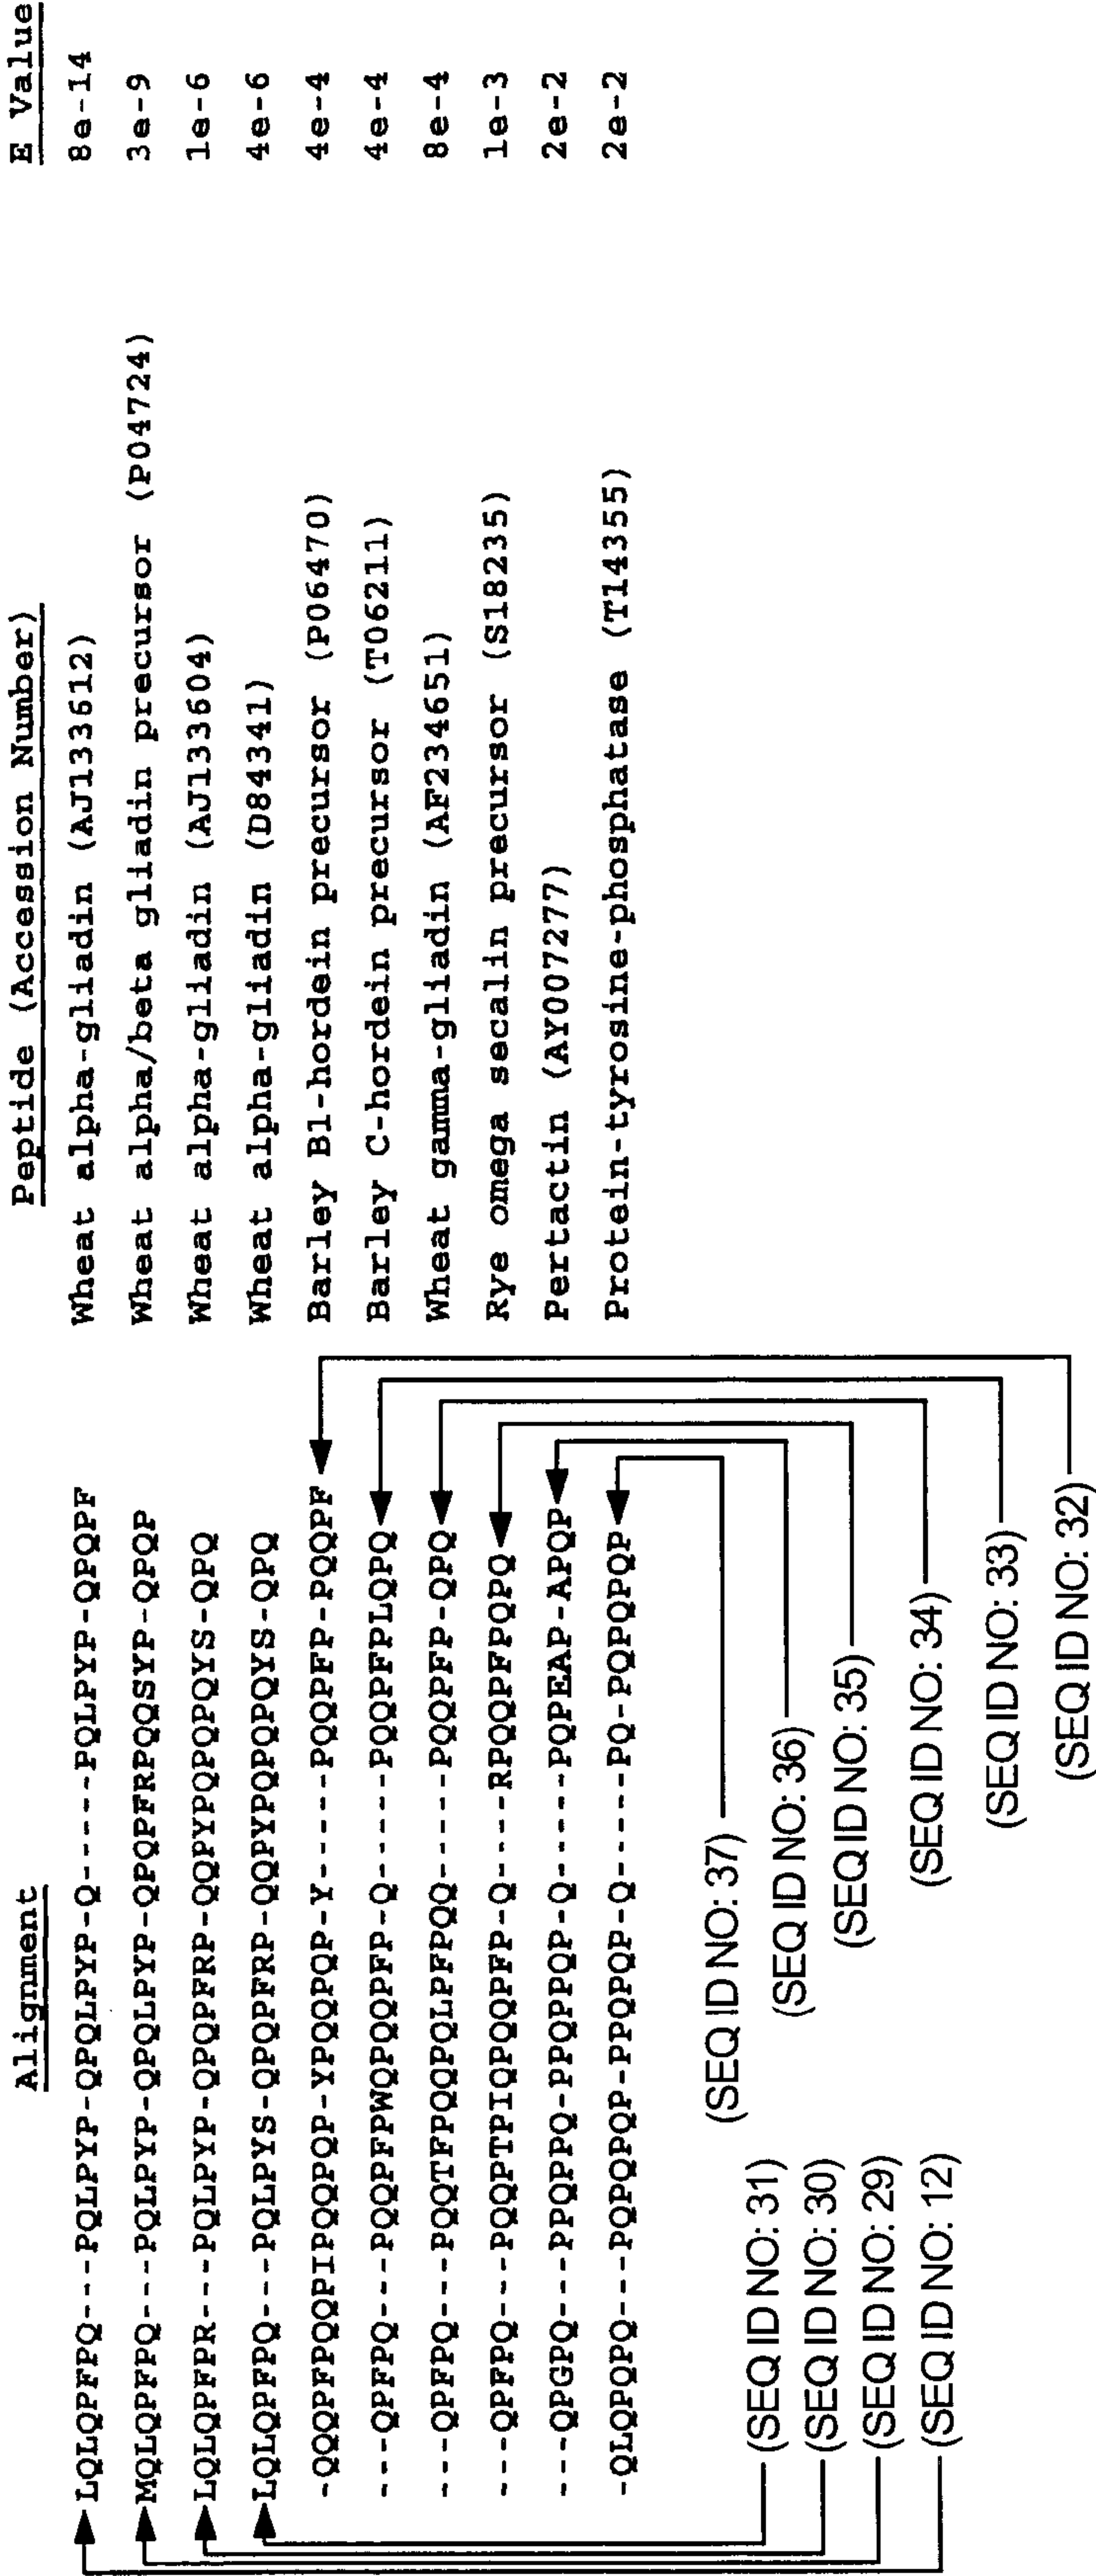 Alignment Peptide (Accession Number) E Value
LQLQPFPQ---PQLPYP-QPQLPYP-Q-----PQLPYP-QPQPF Wheat alpha-gliadin (AJ133612) 8e-14
MQLQPFPQ---PQLPYP-QPQLPYP-QPQPFRPQQSYP-QPQP Wheat alpha/beta gliadin precursor (P04724) 3e-9
LQLQPFPR---PQLPYP-QPQPFRP-QQPYPQPQPQYS-QPQ Wheat alpha-gliadin (AJ133604) 1e-6
LQLQPFPQ---PQLPYS-QPQPFRP-QQPYPQPQPQYS-QPQ Wheat alpha-gliadin (D84341) 4e-6
-QQQPFPQQPIPQQPQP-YPQQPQP-Y-----PQQPFP-PQQPF Barley B1-hordein precursor (P06470) 4e-4
---QPFPQ---PQQPFPWQPQQPFP-Q-----PQQPFPLQPQ Barley C-hordein precursor (T06211) 4e-4
---QPFPQ---PQQTFPQQPQLPFPQQ-----PQQPFP-QPQ Wheat gamma-gliadin (AF234651) 8e-4
---QPFPQ---PQQPTPIQPQQPFP-Q----RPQQPFPQPQ Rye omega secalin precursor (S18235) 1e-3
---QPGPQ---PPQPPQ-PPQPPQP-Q-----PQPEAP-APQP Pertactin (AY007277) 2e-2
-QLQPQPQ---PQPQPQP-PPQPQP-Q-----PQ-PQPQPQP Protein-tyrosine-phosphatase (T14355) 2e-2
(SEQ ID NO: 37)
(SEQ ID NO: 31) (SEQ ID NO: 36)
(SEQ ID NO: 30) (SEQ ID NO: 35)
(SEQ ID NO: 29) (SEQ ID NO: 34)
(SEQ ID NO: 12) (SEQ ID NO: 33)
(SEQ ID NO: 32)